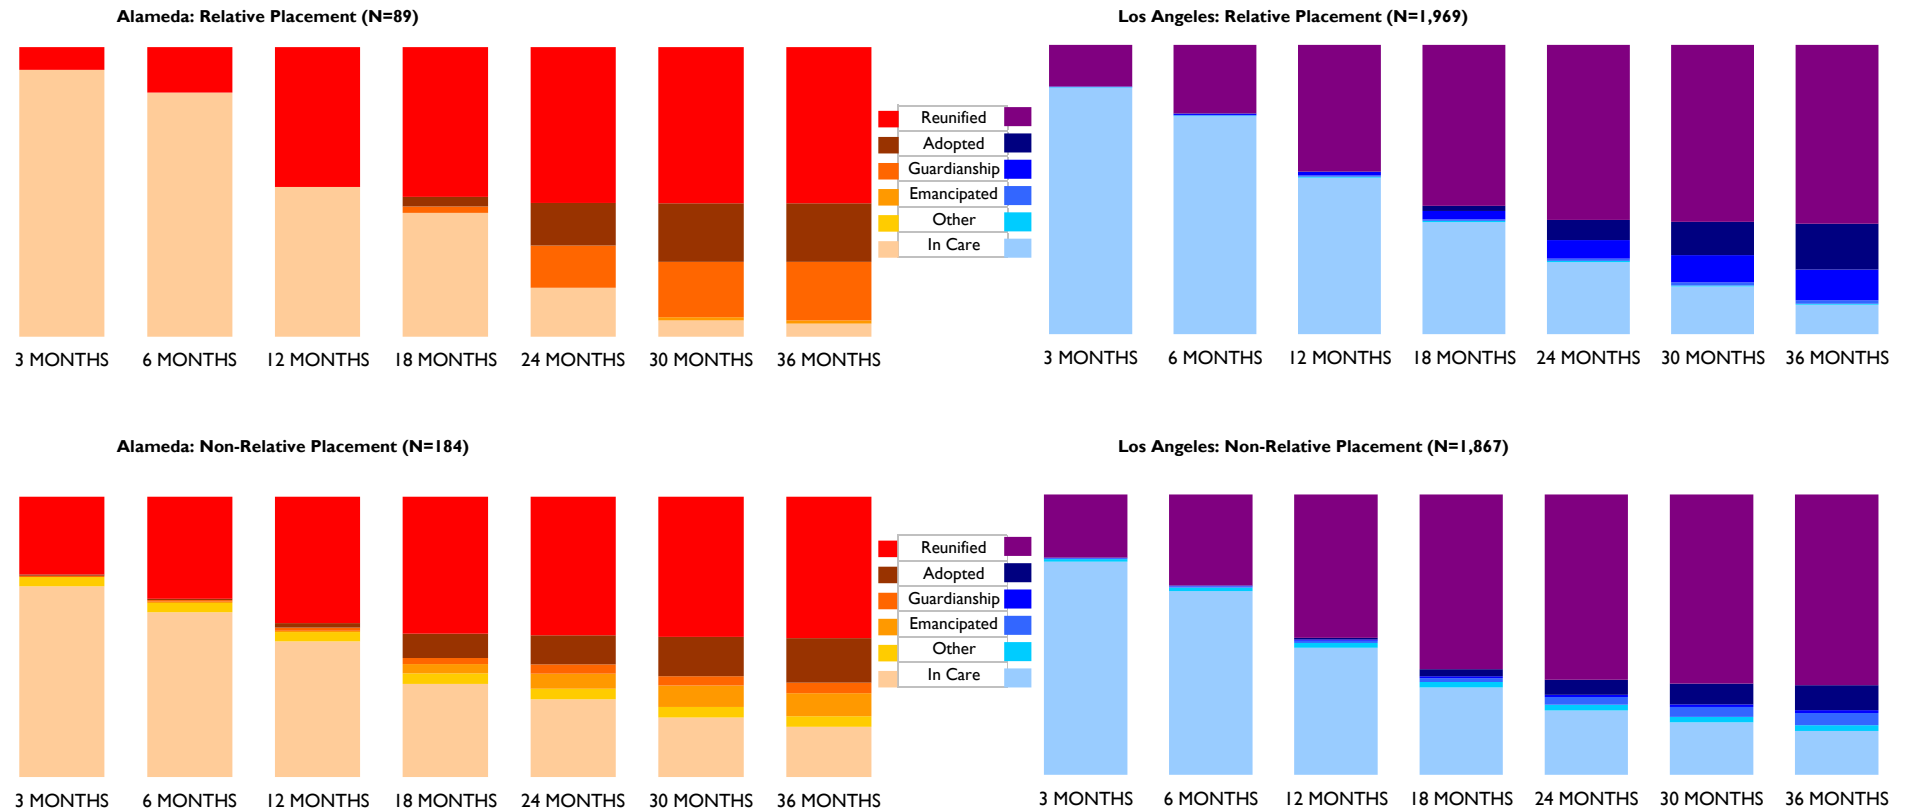 Alameda: Relative Placement (N=89)
Los Angeles: Relative Placement (N=1,969)
Reunified
Adopted
Guardianship
Emancipated
Other
In Care
3 MONTHS 6 MONTHS 12 MONTHS 18 MONTHS 24 MONTHS 30 MONTHS 36 MONTHS
3 MONTHS 6 MONTHS 12 MONTHS 18 MONTHS 24 MONTHS 30 MONTHS 36 MONTHS
Alameda: Non-Relative Placement (N=184)
Los Angeles: Non-Relative Placement (N=1,867)
Reunified
Adopted
Guardianship
Emancipated
Other
In Care
3 MONTHS 6 MONTHS 12 MONTHS 18 MONTHS 24 MONTHS 30 MONTHS 36 MONTHS
3 MONTHS 6 MONTHS 12 MONTHS 18 MONTHS 24 MONTHS 30 MONTHS 36 MONTHS